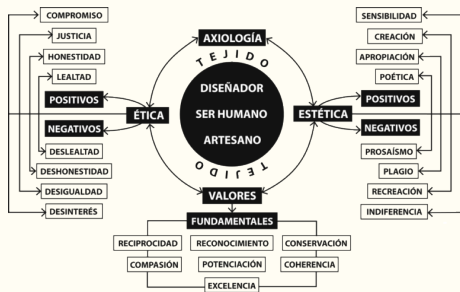 COMPROMISO
JUSTICIA
HONESTIDAD
LEALTAD
POSITIVOS
ÉTICA
NEGATIVOS
DESLEALTAD
DESHONESTIDAD
DESIGUALDAD
DESINTERÉS
AXIOLOGÍA
TEJIDO
DISEÑADOR
SER HUMANO
ARTESANO
TEJIDO
VALORES
FUNDAMENTALES
RECIPROCIDAD RECONOCIMIENTO CONSERVACIÓN
COMPASIÓN POTENCIACIÓN COHERENCIA
EXCELENCIA
SENSIBILIDAD
CREACIÓN
APROPIACIÓN
POÉTICA
POSITIVOS
ESTÉTICA
NEGATIVOS
PROSAÍSMO
PLAGIO
RECREACIÓN
INDIFERENCIA